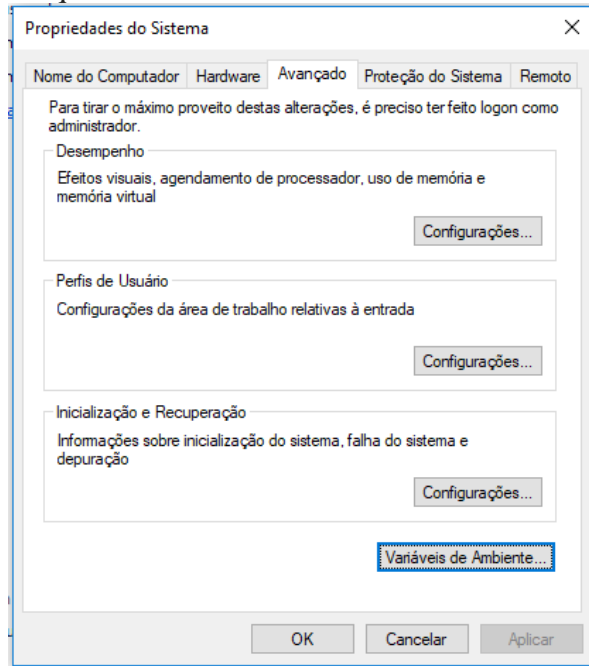 Propriedades do Sistema
Nome do Computador Hardware Avançado Proteção do Sistema Remoto
Para tirar o máximo proveito destas alterações, é preciso ter feito logon como
administrador.
Desempenho
Efeitos visuais, agendamento de processador, uso de memória e
memória virtual
Configurações...
Perfis de Usuário
Configurações da área de trabalho relativas à entrada
Configurações...
Inicialização e Recuperação
Informações sobre inicialização do sistema, falha do sistema e
depuração
Configurações...
Variáveis de Ambiente...
OK Cancelar Aplicar